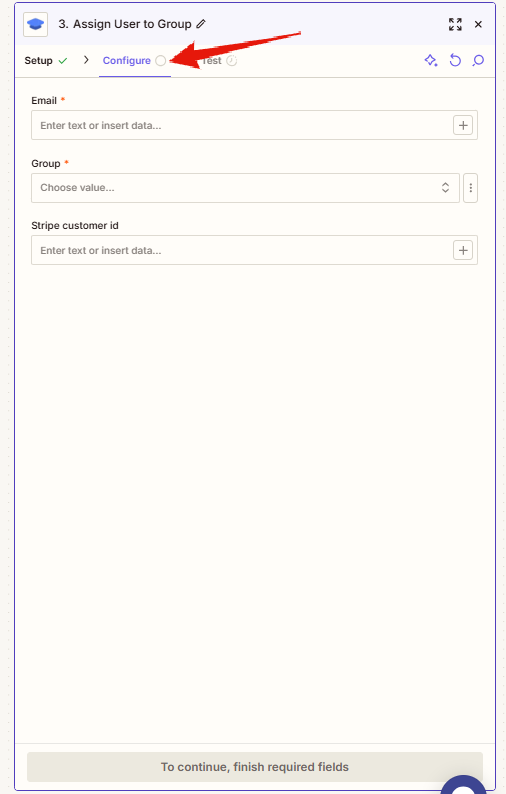 3. Assign User to Group
Setup Configure Test
Email *
Enter text or insert data...
Group *
Choose value...
Stripe customer id
Enter text or insert data...
To continue, finish required fields